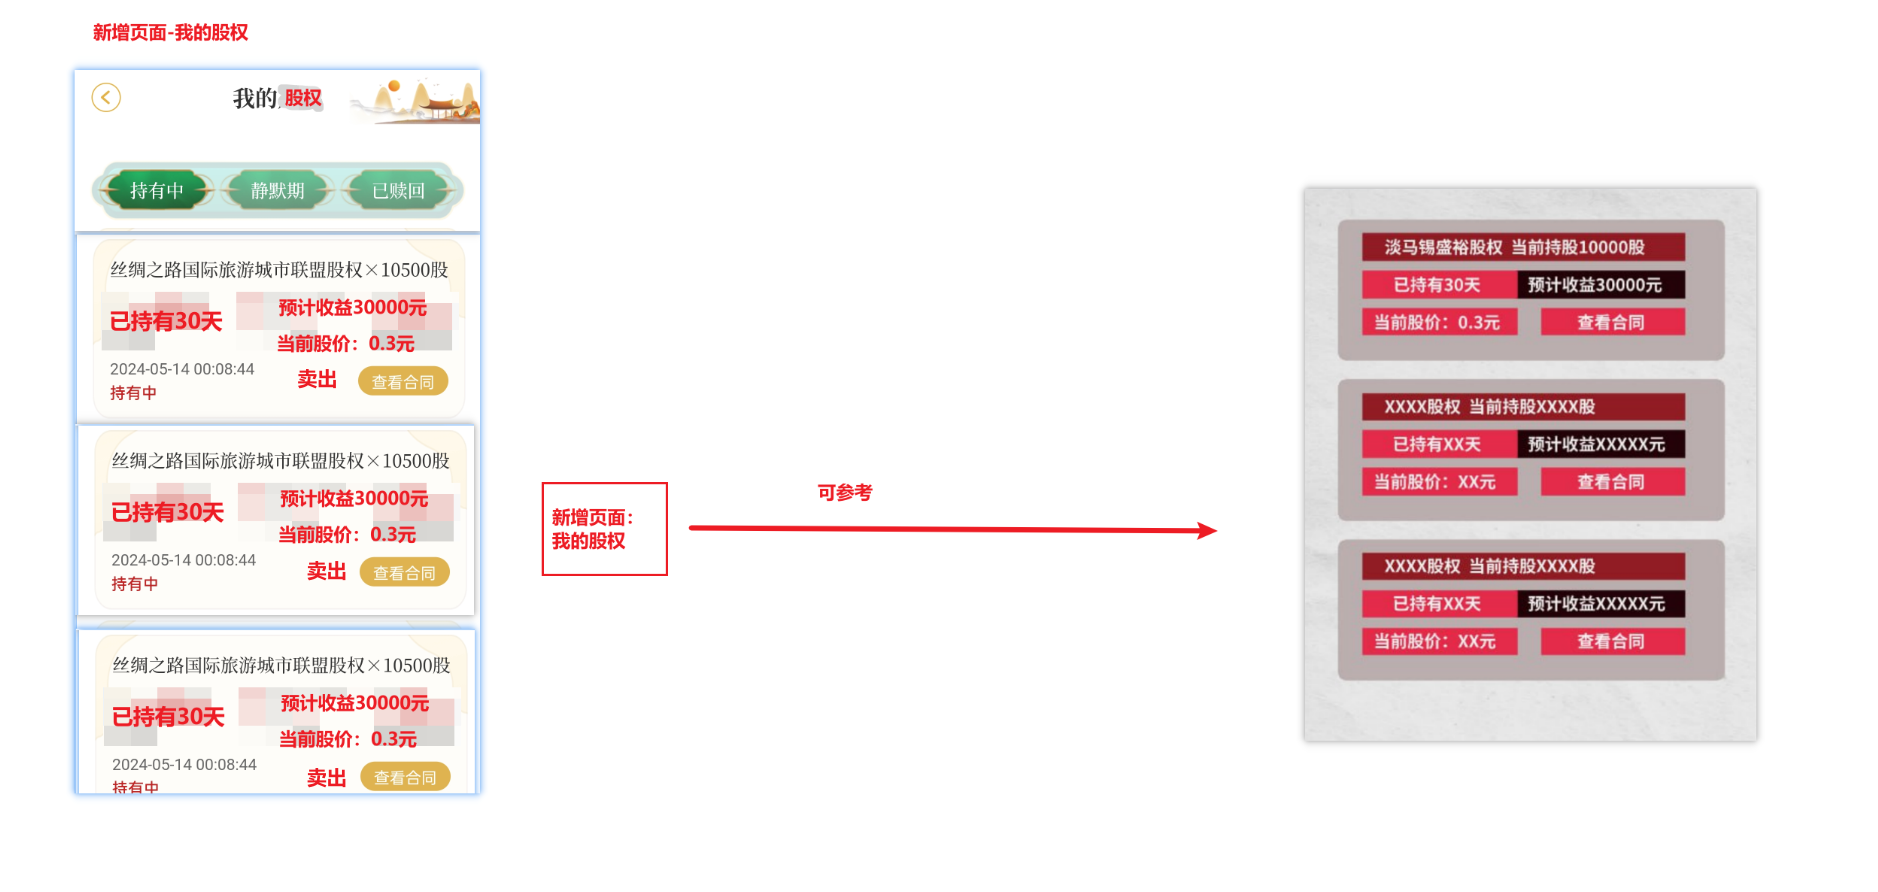 新增页面-我的股权
我的 股权
持有中 静默期 已赎回
丝绸之路国际旅游城市联盟股权×10500股
已持有30天
预计收益30000元
当前股价：0.3元
2024-05-14 00:08:44
持有中
卖出
查看合同
丝绸之路国际旅游城市联盟股权×10500股
已持有30天
预计收益30000元
当前股价：0.3元
2024-05-14 00:08:44
持有中
卖出
查看合同
丝绸之路国际旅游城市联盟股权×10500股
已持有30天
预计收益30000元
当前股价：0.3元
2024-05-14 00:08:44
持有中
卖出
查看合同
新增页面：
我的股权
可参考
淡马锡盛裕股权 当前持股10000股
已持有30天 预计收益30000元
当前股价：0.3元 查看合同
XXXX股权 当前持股XXXX股
已持有XX天 预计收益XXXXX元
当前股价：XX元 查看合同
XXXX股权 当前持股XXXX股
已持有XX天 预计收益XXXXX元
当前股价：XX元 查看合同